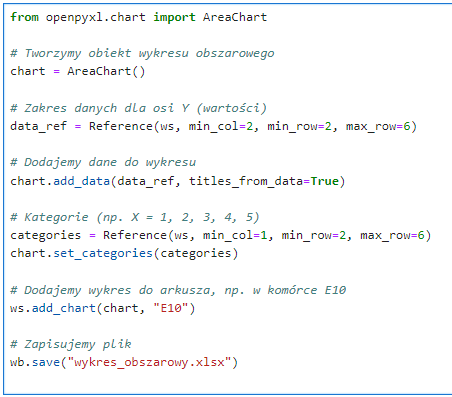 from openpyxl.chart import AreaChart
# Tworzymy obiekt wykresu obszarowego
chart = AreaChart()
# Zakres danych dla osi Y (wartości)
data_ref = Reference(ws, min_col=2, min_row=2, max_row=6)
# Dodajemy dane do wykresu
chart.add_data(data_ref, titles_from_data=True)
# Kategorie (np. X = 1, 2, 3, 4, 5)
categories = Reference(ws, min_col=1, min_row=2, max_row=6)
chart.set_categories(categories)
# Dodajemy wykres do arkusza, np. w komórce E10
ws.add_chart(chart, "E10")
# Zapisujemy plik
wb.save("wykres_obszarowy.xlsx")